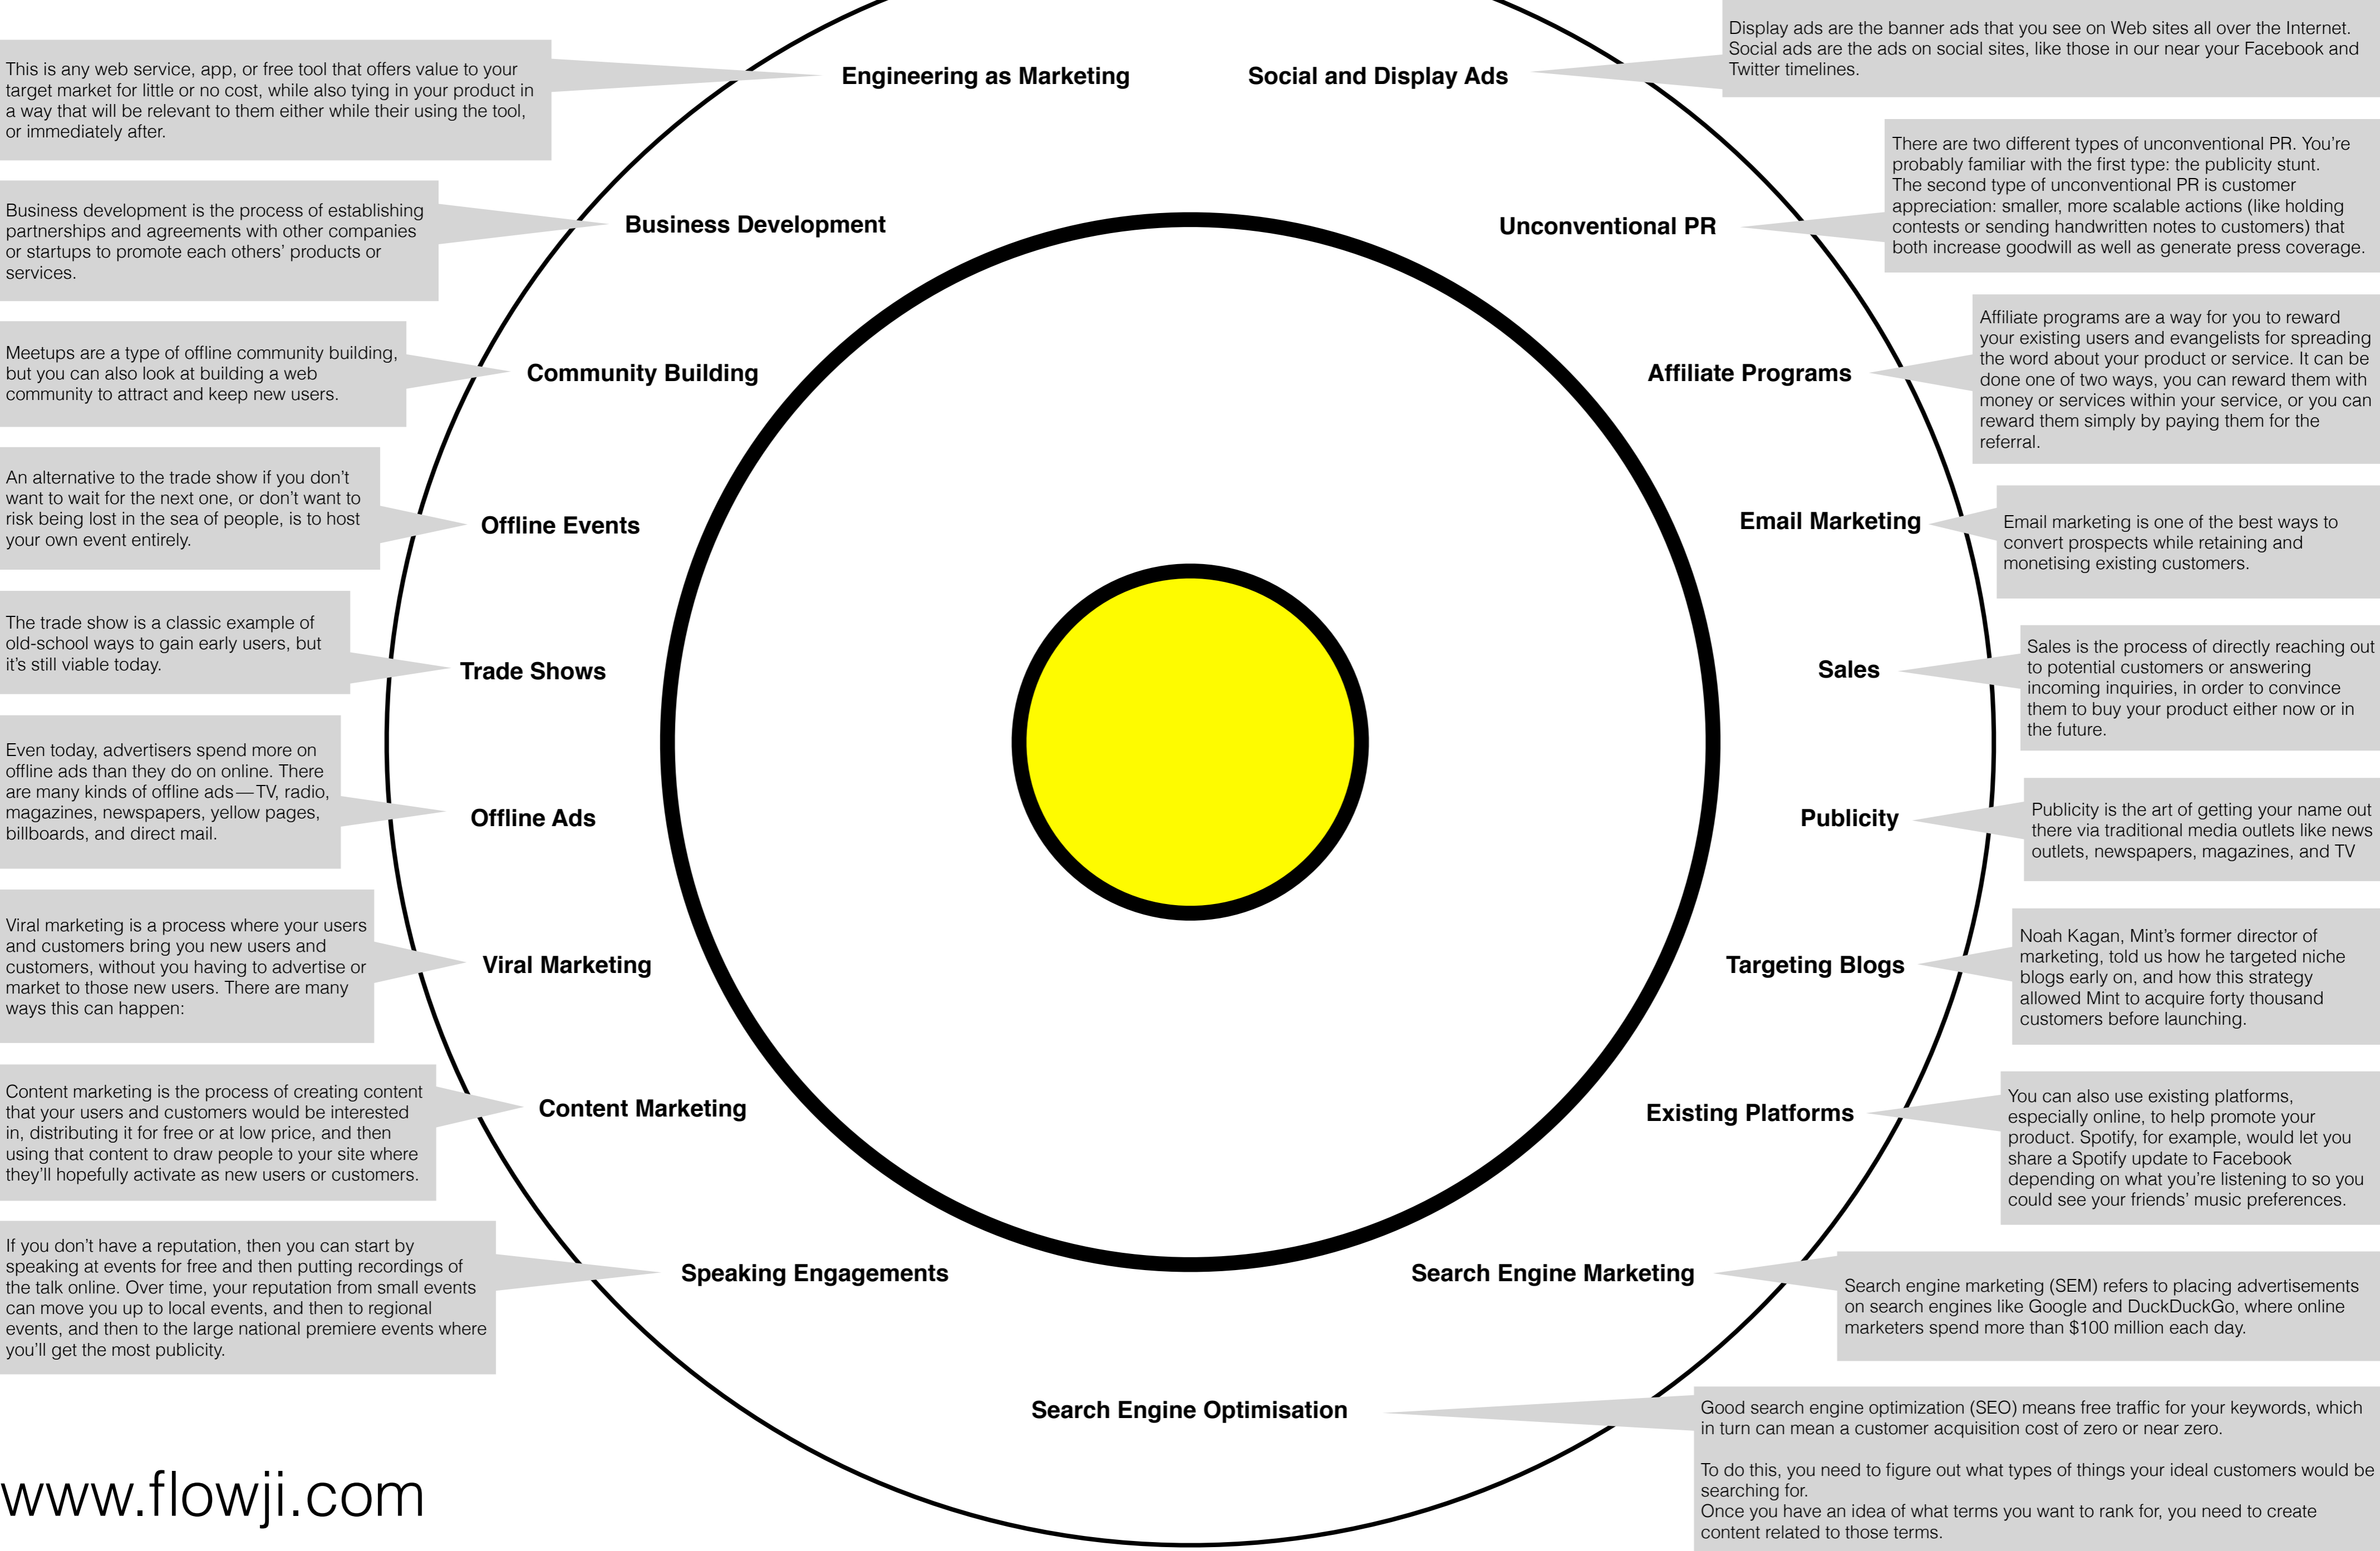 This is any web service, app, or free tool that offers value to your
target market for little or no cost, while also tying in your product in
a way that will be relevant to them either while their using the tool,
or immediately after.
Engineering as Marketing
Social and Display Ads
Display ads are the banner ads that you see on Web sites all over the Internet.
Social ads are the ads on social sites, like those in our near your Facebook and
Twitter timelines.
Business development is the process of establishing
partnerships and agreements with other companies
or startups to promote each others’ products or
services.
Business Development
Unconventional PR
There are two different types of unconventional PR. You’re
probably familiar with the first type: the publicity stunt.
The second type of unconventional PR is customer
appreciation: smaller, more scalable actions (like holding
contests or sending handwritten notes to customers) that
both increase goodwill as well as generate press coverage.
Meetups are a type of offline community building,
but you can also look at building a web
community to attract and keep new users.
Community Building
Affiliate Programs
Affiliate programs are a way for you to reward
your existing users and evangelists for spreading
the word about your product or service. It can be
done one of two ways, you can reward them with
money or services within your service, or you can
reward them simply by paying them for the
referral.
An alternative to the trade show if you don’t
want to wait for the next one, or don’t want to
risk being lost in the sea of people, is to host
your own event entirely.
Offline Events
Email Marketing
Email marketing is one of the best ways to
convert prospects while retaining and
monetising existing customers.
The trade show is a classic example of
old-school ways to gain early users, but
it’s still viable today.
Trade Shows
Sales
Sales is the process of directly reaching out
to potential customers or answering
incoming inquiries, in order to convince
them to buy your product either now or in
the future.
Even today, advertisers spend more on
offline ads than they do on online. There
are many kinds of offline ads—TV, radio,
magazines, newspapers, yellow pages,
billboards, and direct mail.
Offline Ads
Publicity
Publicity is the art of getting your name out
there via traditional media outlets like news
outlets, newspapers, magazines, and TV
Viral marketing is a process where your users
and customers bring you new users and
customers, without you having to advertise or
market to those new users. There are many
ways this can happen:
Viral Marketing
Targeting Blogs
Noah Kagan, Mint’s former director of
marketing, told us how he targeted niche
blogs early on, and how this strategy
allowed Mint to acquire forty thousand
customers before launching.
Content marketing is the process of creating content
that your users and customers would be interested
in, distributing it for free or at low price, and then
using that content to draw people to your site where
they’ll hopefully activate as new users or customers.
Content Marketing
Existing Platforms
You can also use existing platforms,
especially online, to help promote your
product. Spotify, for example, would let you
share a Spotify update to Facebook
depending on what you’re listening to so you
could see your friends’ music preferences.
If you don’t have a reputation, then you can start by
speaking at events for free and then putting recordings of
the talk online. Over time, your reputation from small events
can move you up to local events, and then to regional
events, and then to the large national premiere events where
you’ll get the most publicity.
Speaking Engagements
Search Engine Marketing
Search engine marketing (SEM) refers to placing advertisements
on search engines like Google and DuckDuckGo, where online
marketers spend more than $100 million each day.
Search Engine Optimisation
Good search engine optimization (SEO) means free traffic for your keywords, which
in turn can mean a customer acquisition cost of zero or near zero.
To do this, you need to figure out what types of things your ideal customers would be
searching for.
Once you have an idea of what terms you want to rank for, you need to create
content related to those terms.
www.flowji.com